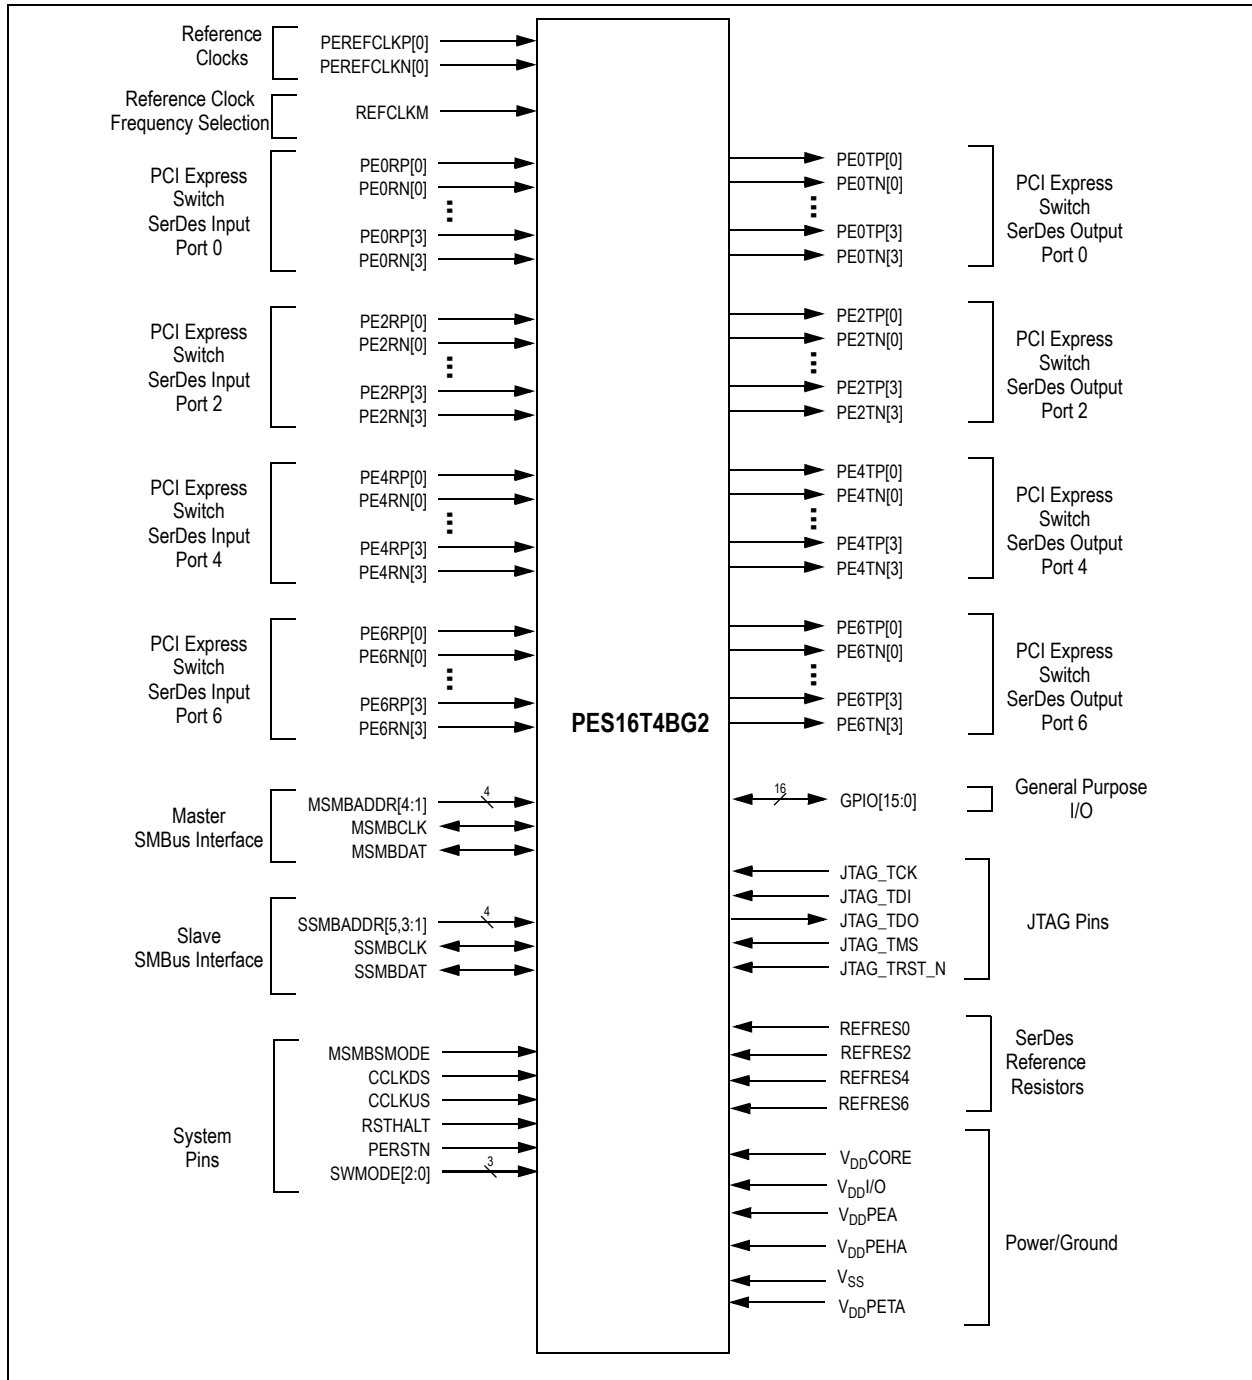 Reference
Clocks
PEREFCLKP[0]
PEREFCLKN[0]
Reference Clock
Frequency Selection
REFCLKM
PCI Express
Switch
SerDes Input
Port 0
PE0RP[0]
PE0RN[0]
PE0RP[3]
PE0RN[3]
PCI Express
Switch
SerDes Input
Port 2
PE2RP[0]
PE2RN[0]
PE2RP[3]
PE2RN[3]
PCI Express
Switch
SerDes Input
Port 4
PE4RP[0]
PE4RN[0]
PE4RP[3]
PE4RN[3]
PCI Express
Switch
SerDes Input
Port 6
PE6RP[0]
PE6RN[0]
PE6RP[3]
PE6RN[3]
Master
SMBus Interface
MSMBADDR[4:1]
4
MSMBCLK
MSMBDAT
Slave
SMBus Interface
SSMBADDR[5,3:1]
4
SSMBCLK
SSMBDAT
System
Pins
MSMBSMODE
CCLKDS
CCLKUS
RSTHALT
PERSTN
SWMODE[2:0]
3
PES16T4BG2
PE0TP[0]
PE0TN[0]
PE0TP[3]
PE0TN[3]
PCI Express
Switch
SerDes Output
Port 0
PE2TP[0]
PE2TN[0]
PE2TP[3]
PE2TN[3]
PCI Express
Switch
SerDes Output
Port 2
PE4TP[0]
PE4TN[0]
PE4TP[3]
PE4TN[3]
PCI Express
Switch
SerDes Output
Port 4
PE6TP[0]
PE6TN[0]
PE6TP[3]
PE6TN[3]
PCI Express
Switch
SerDes Output
Port 6
16
GPIO[15:0]
General Purpose
I/O
JTAG_TCK
JTAG_TDI
JTAG_TDO
JTAG_TMS
JTAG_TRST_N
JTAG Pins
REFRES0
REFRES2
REFRES4
REFRES6
SerDes
Reference
Resistors
VDDCORE
VDDI/O
VDDPEA
VDDPEHA
VSS
VDDPETA
Power/Ground